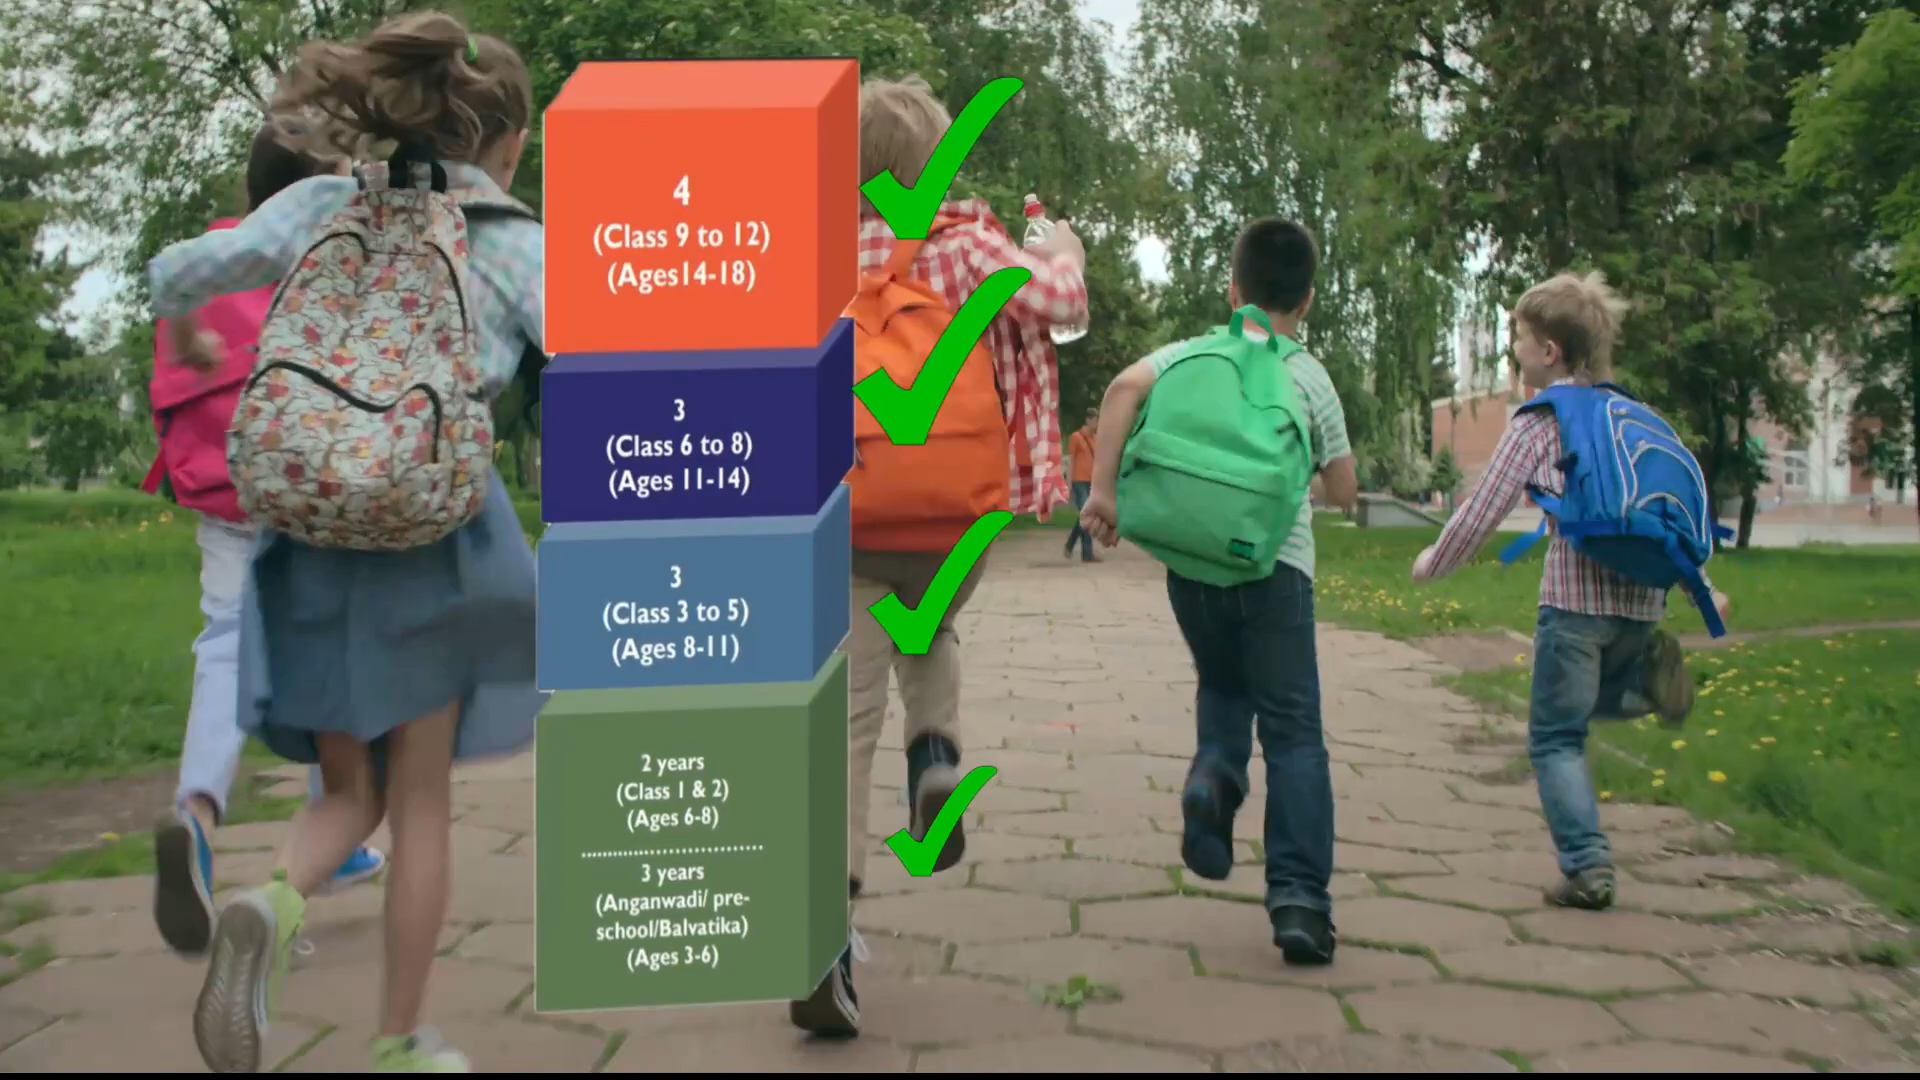 4
(Class 9 to 12)
(Ages14-18)
3
(Class 6 to 8)
(Ages 11-14)
3
(Class 3 to 5)
(Ages 8-11)
2 years
(Class 1 & 2)
(Ages 6-8)
3 years
(Anganwadi/ pre-
school/Balvatika)
(Ages 3-6)